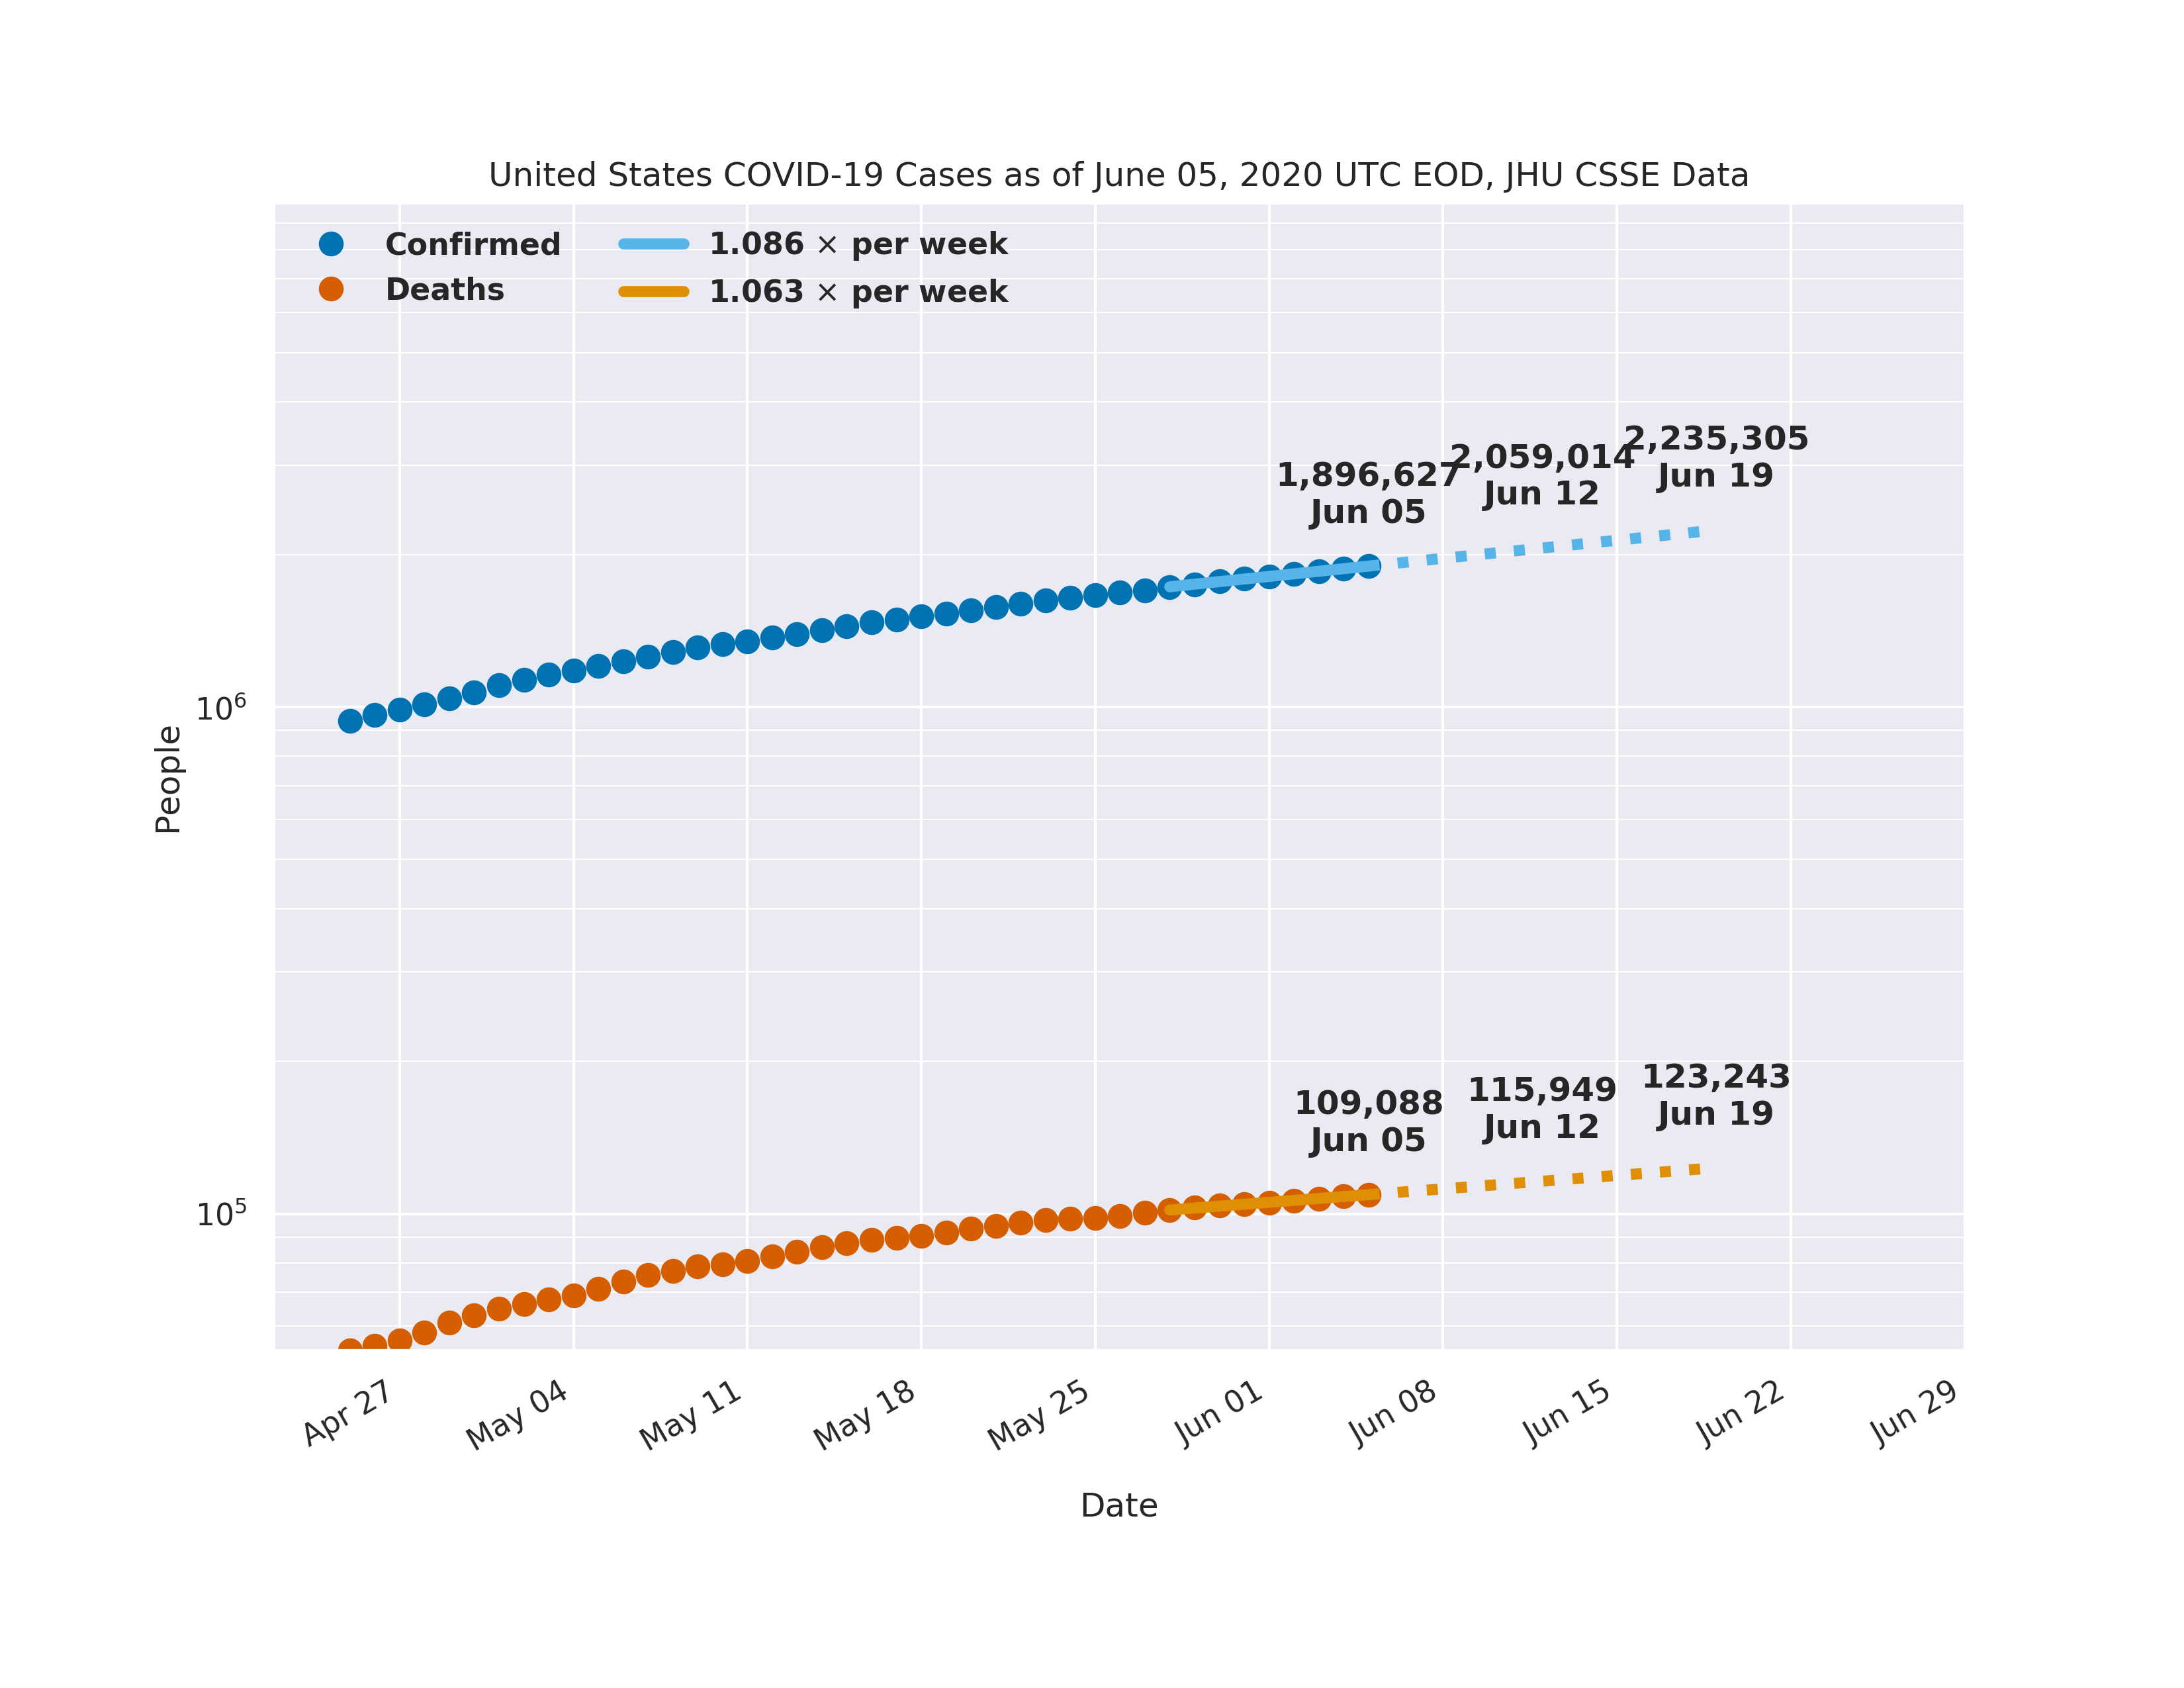 United States COVID-19 Cases as of June 05, 2020 UTC EOD, JHU CSSE Data
Confirmed
Deaths
1.086 × per week
1.063 × per week
1,896,627
Jun 05
2,059,014
Jun 12
2,235,305
Jun 19
109,088
Jun 05
115,949
Jun 12
123,243
Jun 19
People
10⁶
10⁵
Apr 27
May 04
May 11
May 18
May 25
Jun 01
Jun 08
Jun 15
Jun 22
Jun 29
Date